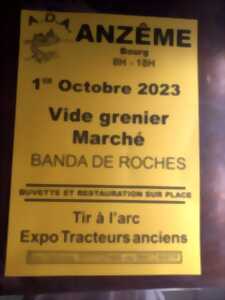 A.D.A
ANZÊME
Bourg
8H - 18H
1er Octobre 2023
Vide grenier
Marché
BANDA DE ROCHES
BUVETTE ET RESTAURATION SUR PLACE
Tir à l'arc
Expo Tracteurs anciens